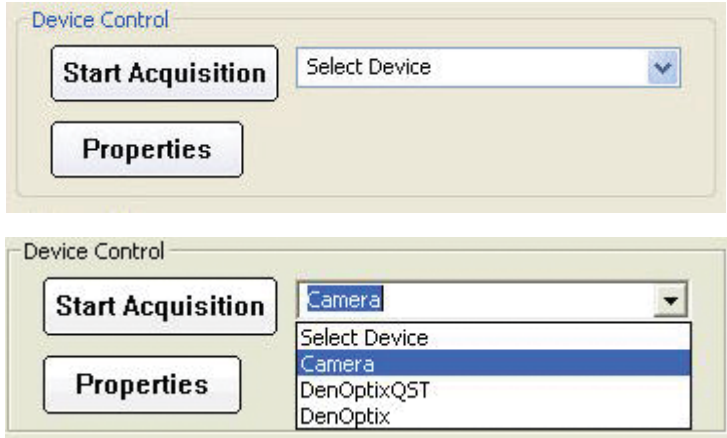 Device Control
Start Acquisition Select Device
Properties
Device Control
Start Acquisition Camera
Select Device
Camera
Properties DenOptixQST
DenOptix